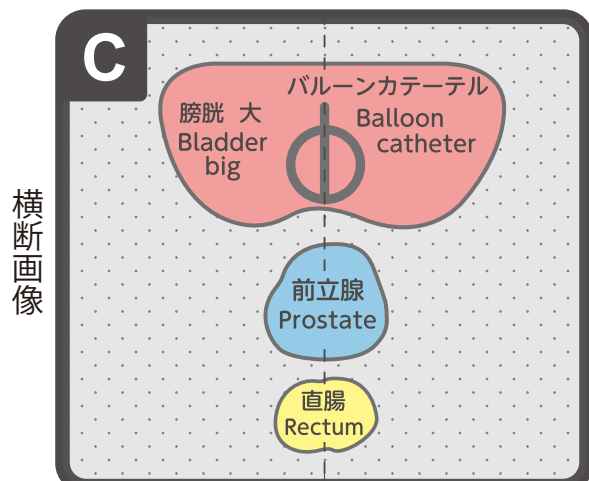 C
横断画像
バルーンカテーテル
Balloon
catheter
膀胱 大
Bladder
big
前立腺
Prostate
直腸
Rectum